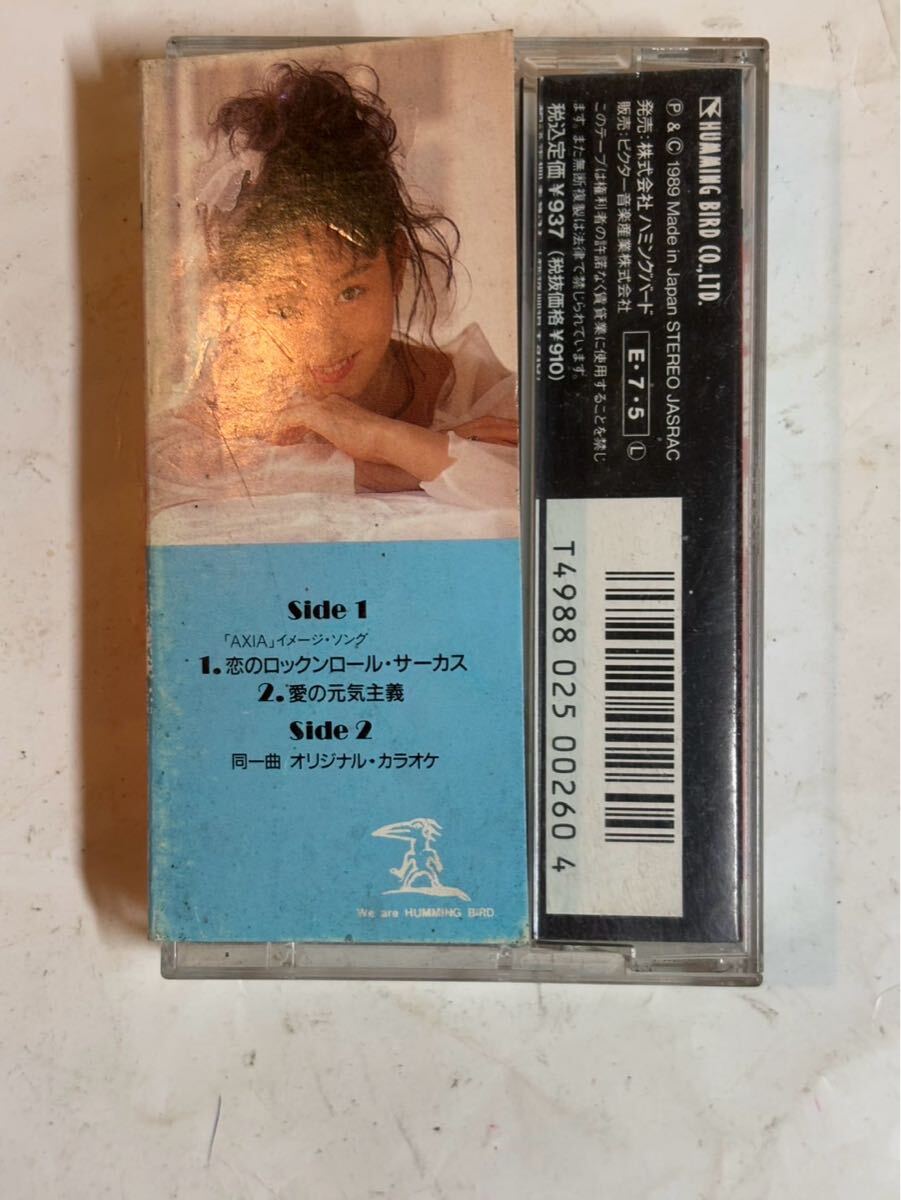 Side 1
「AXIA」イメージ・ソング
1.恋のロックンロール・サーカス
2.愛の元気主義
Side 2
同一曲 オリジナル・カラオケ
We are HUMMING BIRD.
HUMMING BIRD CO.,LTD.
Ⓟ & © 1989 Made in Japan STEREO JASRAC
発売:株式会社 ハミングバード
販売:ビクター音楽産業株式会社
E・7・5 Ⓛ
このテープは権利者の許諾なく賃貸業に使用することを禁じ
ます。また無断複製は法律で禁じられています。
税込定価¥937(税抜価格¥910)
T4988 025 00260 4